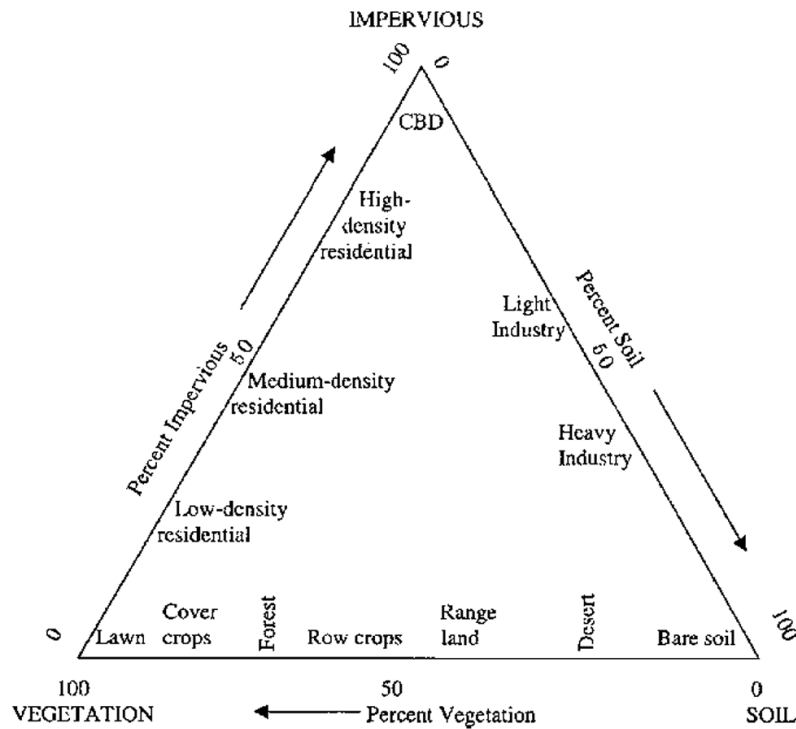 IMPERVIOUS
100
0
CBD
High-
density
residential
Percent Impervious
50
Medium-density
residential
Light
Industry
Percent Soil
50
Heavy
Industry
Low-density
residential
0
Lawn
Cover
crops
Forest
Row crops
Range
land
Desert
Bare soil
100
100
50
0
VEGETATION
Percent Vegetation
SOIL